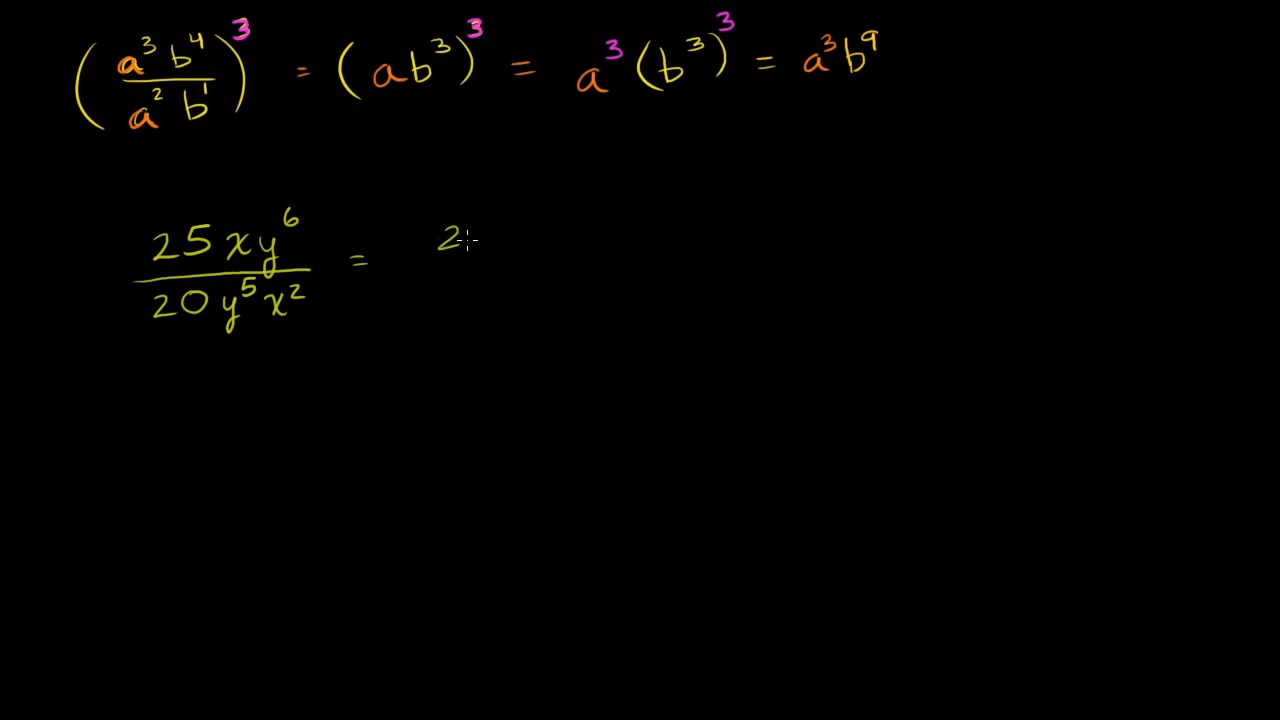 (a³b⁴/a²b¹)³ = (ab³)³ = a³(b³)³ = a³b⁹
25xy⁶/20y⁵x² = 2